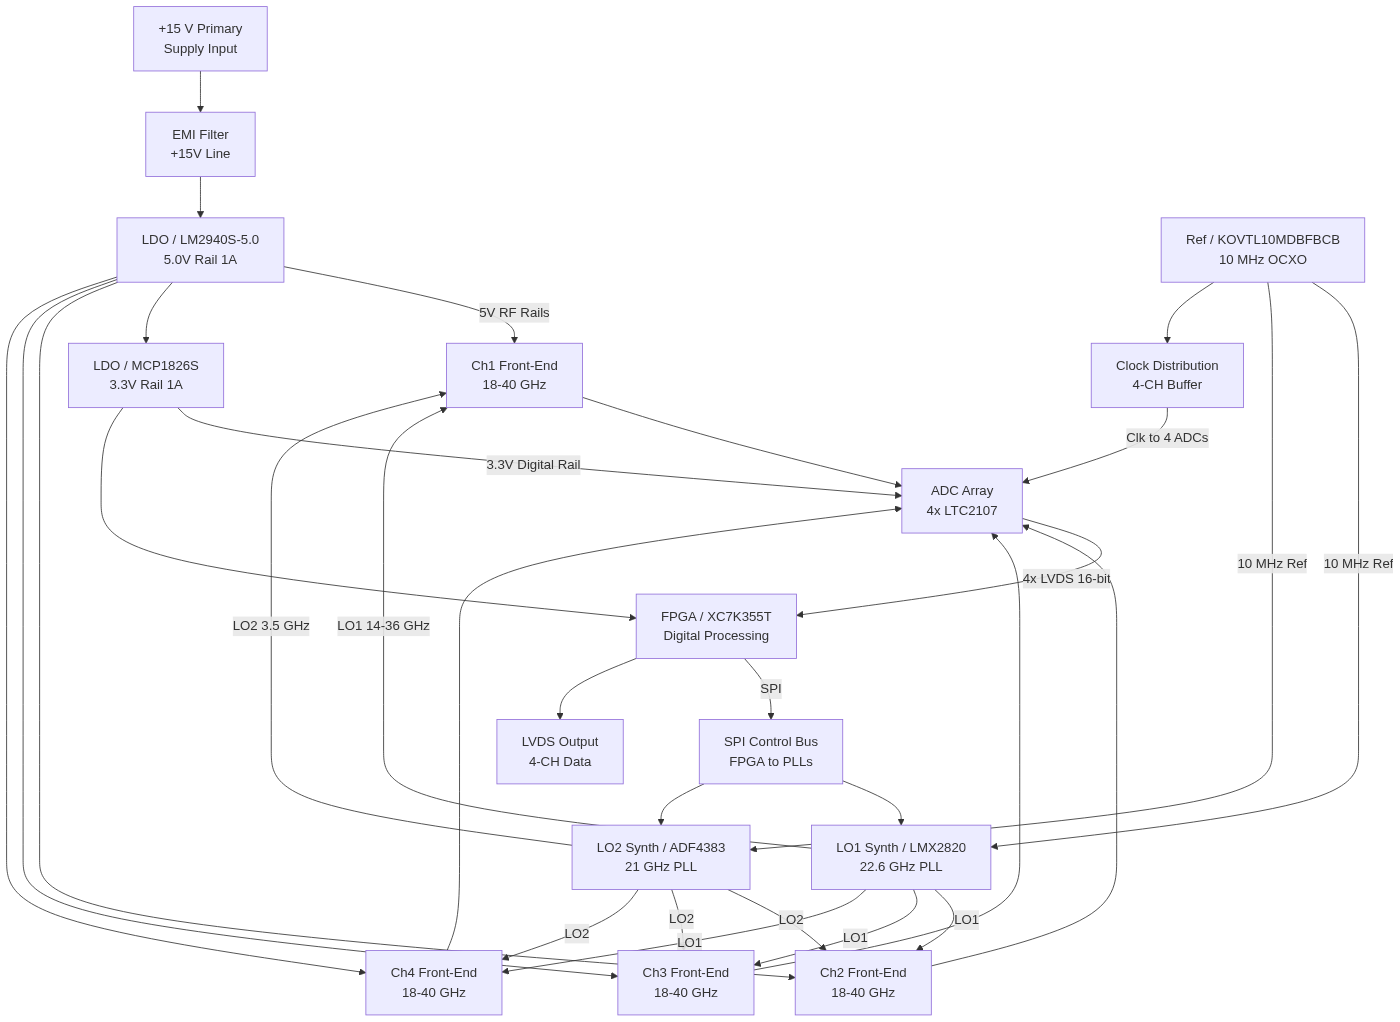 +15 V Primary
Supply Input
EMI Filter
+15V Line
LDO / LM2940S-5.0
5.0V Rail 1A
Ref / KOVTL10MDBFBCB
10 MHz OCXO
5V RF Rails
LDO / MCP1826S
3.3V Rail 1A
Ch1 Front-End
18-40 GHz
Clock Distribution
4-CH Buffer
Clk to 4 ADCs
3.3V Digital Rail
ADC Array
4x LTC2107
10 MHz Ref
10 MHz Ref
4x LVDS 16-bit
LO2 3.5 GHz
LO1 14-36 GHz
FPGA / XC7K355T
Digital Processing
SPI
LVDS Output
4-CH Data
SPI Control Bus
FPGA to PLLs
LO2 Synth / ADF4383
21 GHz PLL
LO1 Synth / LMX2820
22.6 GHz PLL
LO2
LO2
LO2
LO1
LO1
LO1
Ch4 Front-End
18-40 GHz
Ch3 Front-End
18-40 GHz
Ch2 Front-End
18-40 GHz